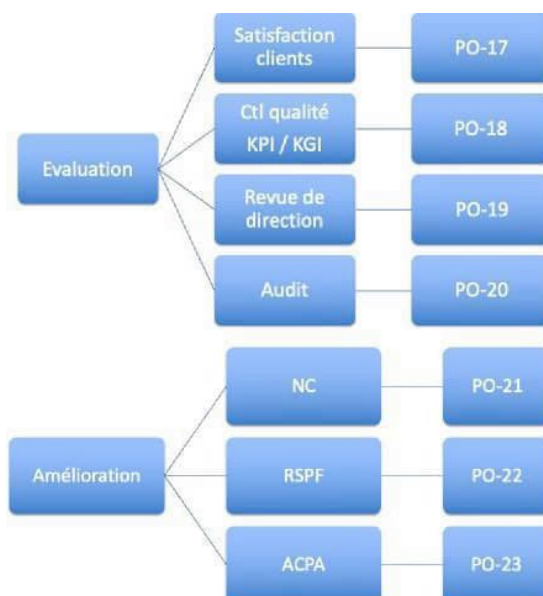 Satisfaction
clients
PO-17
Ctl qualité
KPI / KGI
PO-18
Evaluation
Revue de
direction
PO-19
Audit
PO-20
NC
PO-21
Amélioration
RSPF
PO-22
ACPA
PO-23